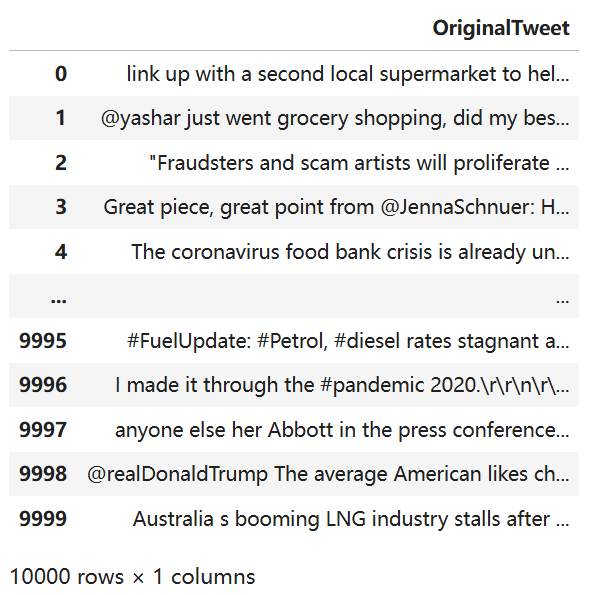 OriginalTweet
0 link up with a second local supermarket to hel...
1 @yashar just went grocery shopping, did my bes...
2 "Fraudsters and scam artists will proliferate ...
3 Great piece, great point from @JennaSchnuer: H...
4 The coronavirus food bank crisis is already un...
... ...
9995 #FuelUpdate: #Petrol, #diesel rates stagnant a...
9996 I made it through the #pandemic 2020.\r\r\n\r\...
9997 anyone else her Abbott in the press conference...
9998 @realDonaldTrump The average American likes ch...
9999 Australia s booming LNG industry stalls after ...
10000 rows × 1 columns